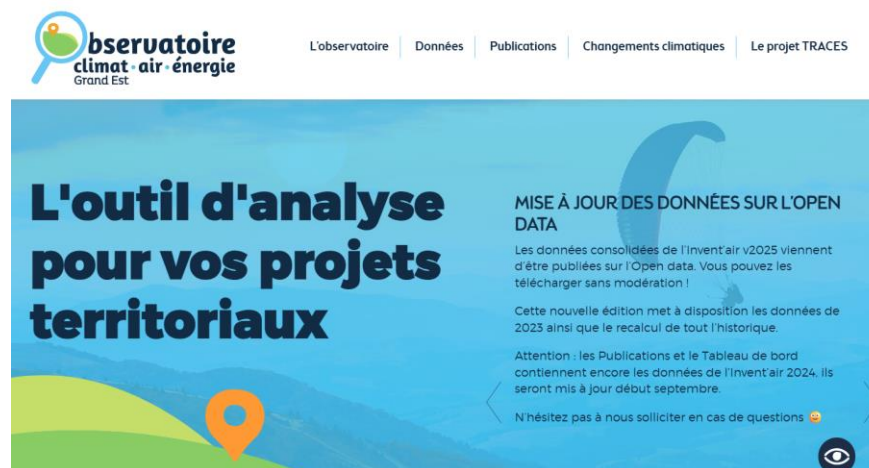 Observatoire
climat·air·énergie
Grand Est
L'observatoire
Données
Publications
Changements climatiques
Le projet TRACES
L'outil d'analyse
pour vos projets
territoriaux
MISE À JOUR DES DONNÉES SUR L'OPEN
DATA
Les données consolidées de l'Invent'air v2025 viennent
d'être publiées sur l'Open data. Vous pouvez les
télécharger sans modération !
Cette nouvelle édition met à disposition les données de
2023 ainsi que le recalcul de tout l'historique.
Attention : les Publications et le Tableau de bord
contiennent encore les données de l'Invent'air 2024, ils
seront mis à jour début septembre.
N'hésitez pas à nous solliciter en cas de questions 😀